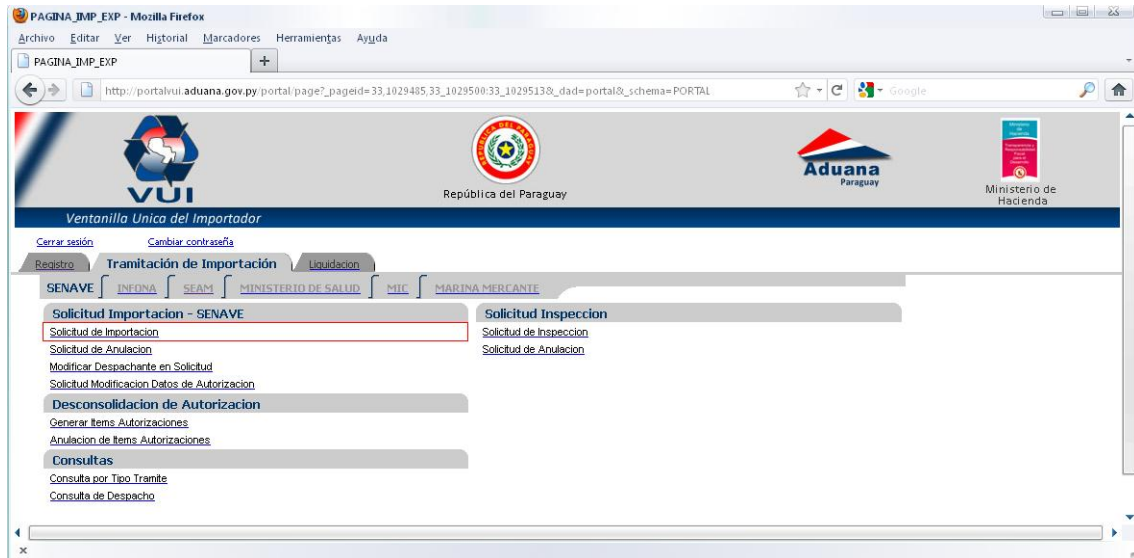 PAGINA_IMP_EXP - Mozilla Firefox
Archivo Editar Ver Historial Marcadores Herramientas Ayuda
PAGINA_IMP_EXP
http://portalvui.aduana.gov.py/portal/page?_pageid=33,1029485,33_1029500:33_1029513&_dad=portal&_schema=PORTAL
Google
VUI
República del Paraguay
Aduana
Paraguay
Ministerio de
Hacienda
Ventanilla Unica del Importador
Cerrar sesión Cambiar contraseña
Registro Tramitación de Importación Liquidacion
SENAVE INFONA SEAM MINISTERIO DE SALUD MIC MARINA MERCANTE
Solicitud Importacion - SENAVE Solicitud Inspeccion
Solicitud de Importacion Solicitud de Inspeccion
Solicitud de Anulacion Solicitud de Anulacion
Modificar Despachante en Solicitud
Solicitud Modificacion Datos de Autorizacion
Desconsolidacion de Autorizacion
Generar Items Autorizaciones
Anulacion de Items Autorizaciones
Consultas
Consulta por Tipo Tramite
Consulta de Despacho